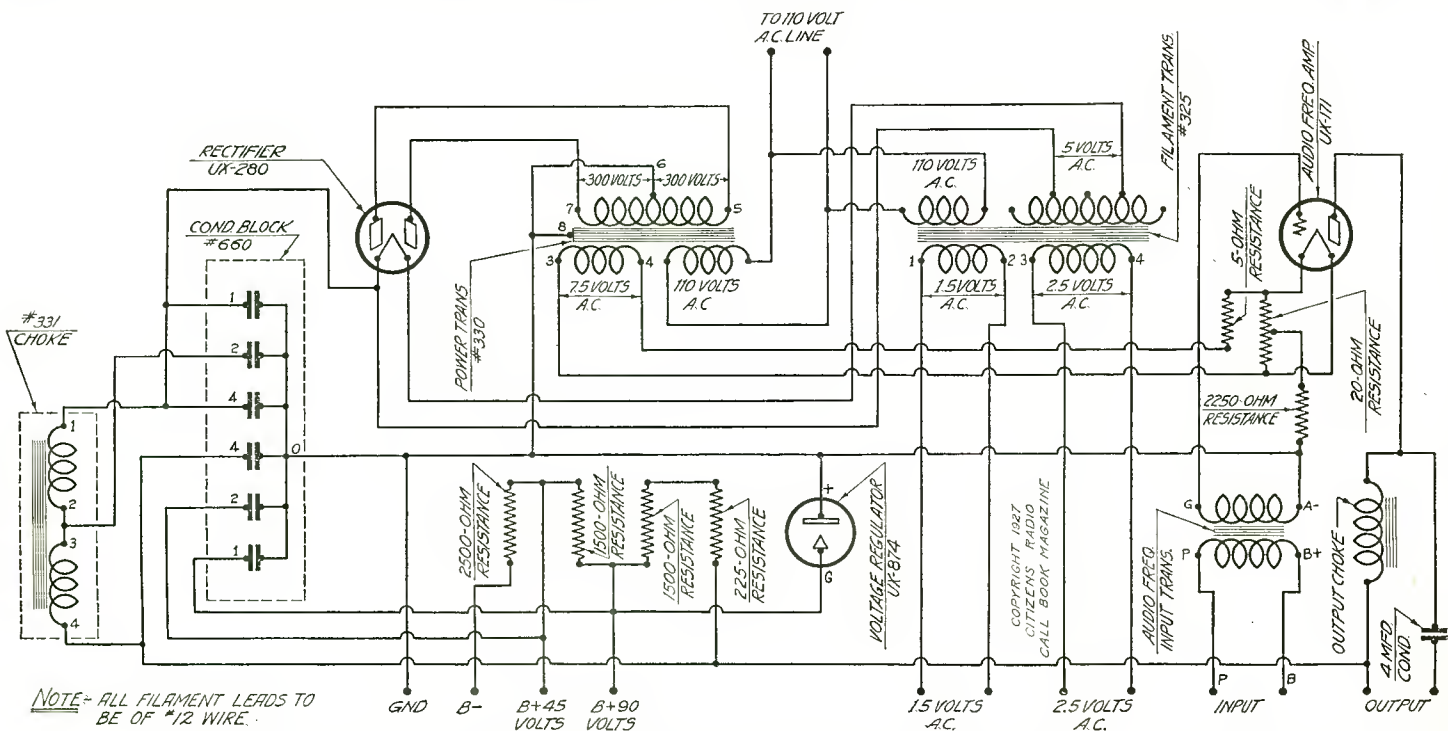 TO 110 VOLT
A.C. LINE
RECTIFIER
UX-280
COND. BLOCK
#660
#331
CHOKE
1
2
4
4
2
1
O
1
2
3
4
6
300 VOLTS
300 VOLTS
7
5
8
3
4
7.5 VOLTS
A.C.
110 VOLTS
A.C
POWER TRANS
#330
110 VOLTS
A.C.
5 VOLTS
A.C.
FILAMENT TRANS.
#325
1
2
3
4
1.5 VOLTS
A.C.
2.5 VOLTS
A.C.
AUDIO FREQ. AMP.
UX-171
5-OHM
RESISTANCE
20-OHM
RESISTANCE
2250-OHM
RESISTANCE
2500-OHM
RESISTANCE
1500-OHM
RESISTANCE
1500-OHM
RESISTANCE
225-OHM
RESISTANCE
+
G
VOLTAGE REGULATOR
UX-874
COPYRIGHT 1927
CITIZENS RADIO
CALL BOOK MAGAZINE
G
A-
P
B+
AUDIO FREQ.
INPUT TRANS.
OUTPUT CHOKE
4 MFD.
COND.
NOTE:- ALL FILAMENT LEADS TO
BE OF #12 WIRE.
GND
B-
B+45
VOLTS
B+90
VOLTS
1.5 VOLTS
A.C.
2.5 VOLTS
A.C.
P
B
INPUT
OUTPUT